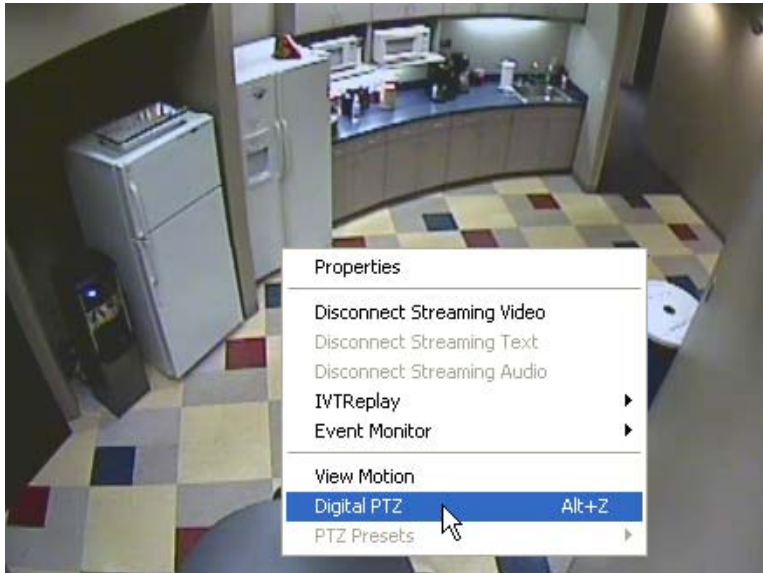 Properties
Disconnect Streaming Video
Disconnect Streaming Text
Disconnect Streaming Audio
IVTReplay
Event Monitor
View Motion
Digital PTZ Alt+Z
PTZ Presets